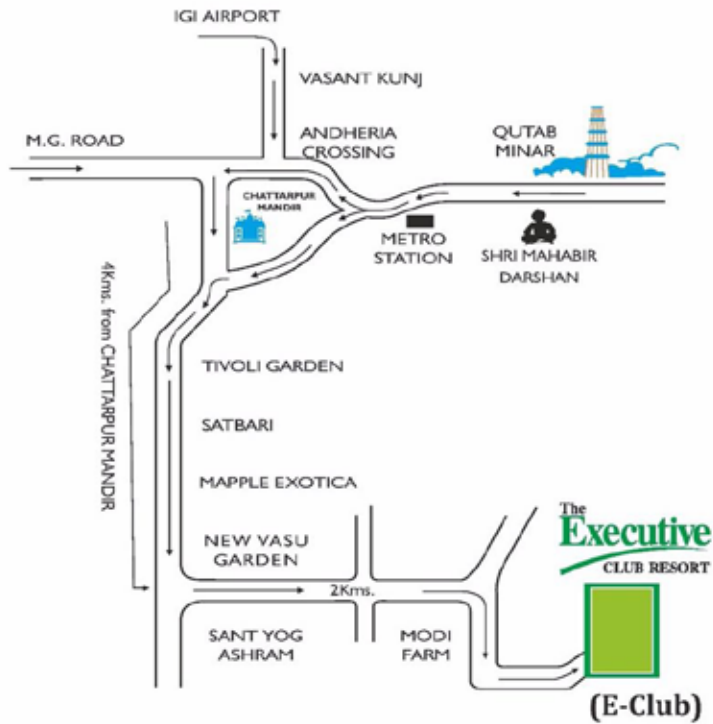 IGI AIRPORT
VASANT KUNJ
M.G. ROAD
ANDHERIA
CROSSING
QUTAB
MINAR
CHATTARPUR
MANDIR
METRO
STATION
SHRI MAHABIR
DARSHAN
4Kms. from CHATTARPUR MANDIR
TIVOLI GARDEN
SATBARI
MAPPLE EXOTICA
NEW VASU
GARDEN
2Kms.
SANT YOG
ASHRAM
MODI
FARM
The
Executive
CLUB RESORT
(E-Club)